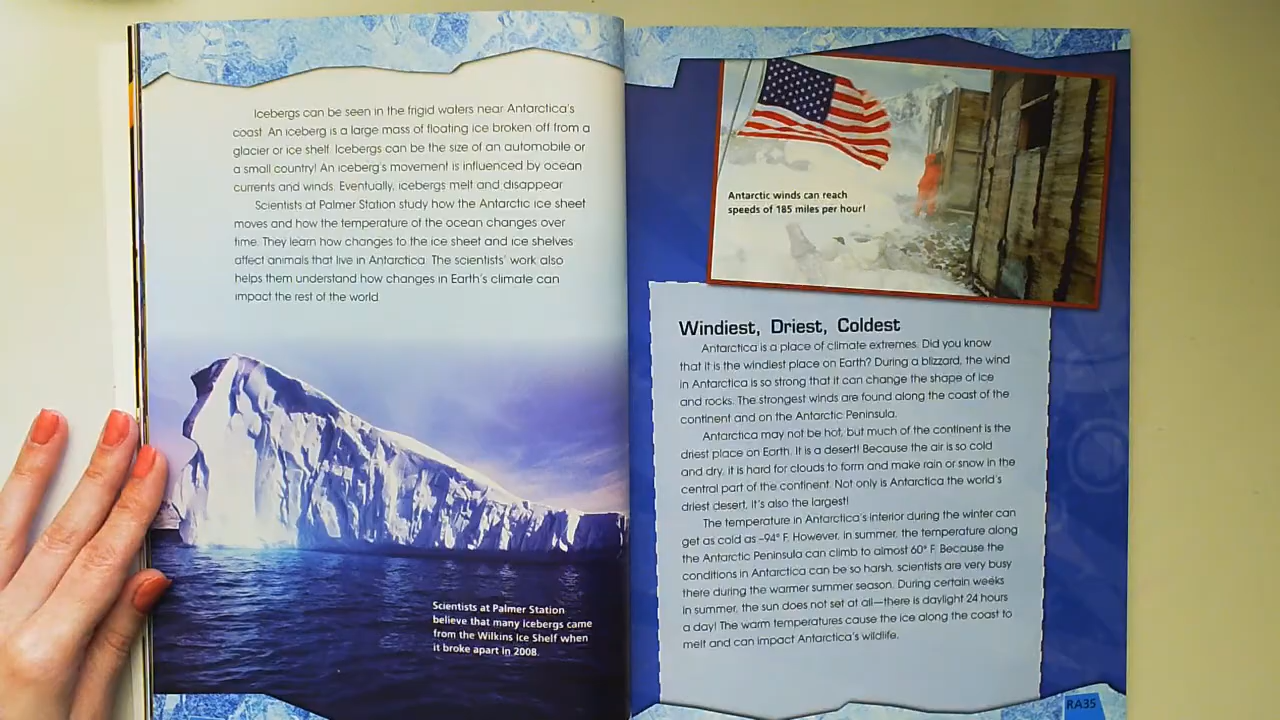 Icebergs can be seen in the frigid waters near Antarctica's
coast. An iceberg is a large mass of floating ice broken off from a
glacier or ice shelf. Icebergs can be the size of an automobile or
a small country! An iceberg's movement is influenced by ocean
currents and winds. Eventually, icebergs melt and disappear.
Scientists at Palmer Station study how the Antarctic ice sheet
moves and how the temperature of the ocean changes over
time. They learn how changes to the ice sheet and ice shelves
affect animals that live in Antarctica. The scientists' work also
helps them understand how changes in Earth's climate can
impact the rest of the world.
Scientists at Palmer Station
believe that many icebergs came
from the Wilkins Ice Shelf when
it broke apart in 2008.
Antarctic winds can reach
speeds of 185 miles per hour!
Windiest, Driest, Coldest
Antarctica is a place of climate extremes. Did you know
that it is the windiest place on Earth? During a blizzard, the wind
in Antarctica is so strong that it can change the shape of ice
and rocks. The strongest winds are found along the coast of the
continent and on the Antarctic Peninsula.
Antarctica may not be hot, but much of the continent is the
driest place on Earth. It is a desert! Because the air is so cold
and dry, it is hard for clouds to form and make rain or snow in the
central part of the continent. Not only is Antarctica the world's
driest desert, it's also the largest!
The temperature in Antarctica's interior during the winter can
get as cold as –94° F. However, in summer, the temperature along
the Antarctic Peninsula can climb to almost 60° F. Because the
conditions in Antarctica can be so harsh, scientists are very busy
there during the warmer summer season. During certain weeks
in summer, the sun does not set at all—there is daylight 24 hours
a day! The warm temperatures cause the ice along the coast to
melt and can impact Antarctica's wildlife.
RA35